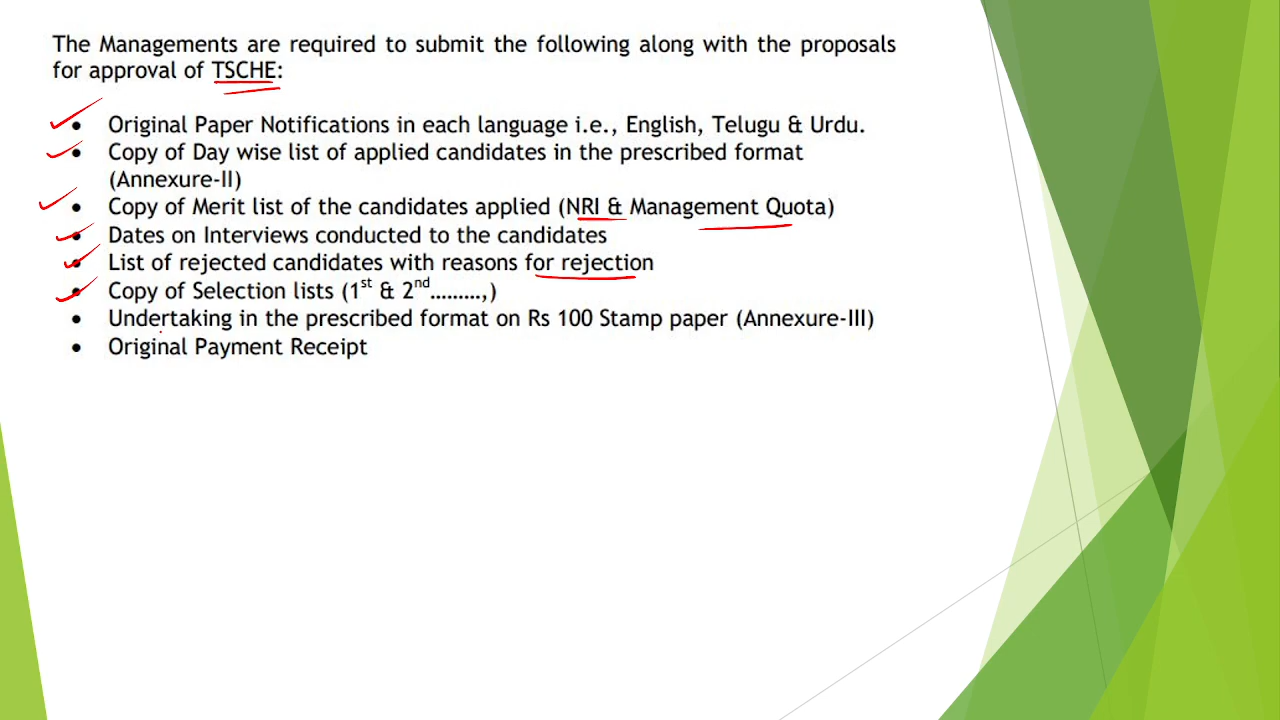 The Managements are required to submit the following along with the proposals
for approval of TSCHE:
• Original Paper Notifications in each language i.e., English, Telugu & Urdu.
• Copy of Day wise list of applied candidates in the prescribed format
(Annexure-II)
• Copy of Merit list of the candidates applied (NRI & Management Quota)
• Dates on Interviews conducted to the candidates
• List of rejected candidates with reasons for rejection
• Copy of Selection lists (1st & 2nd.........,)
• Undertaking in the prescribed format on Rs 100 Stamp paper (Annexure-III)
• Original Payment Receipt